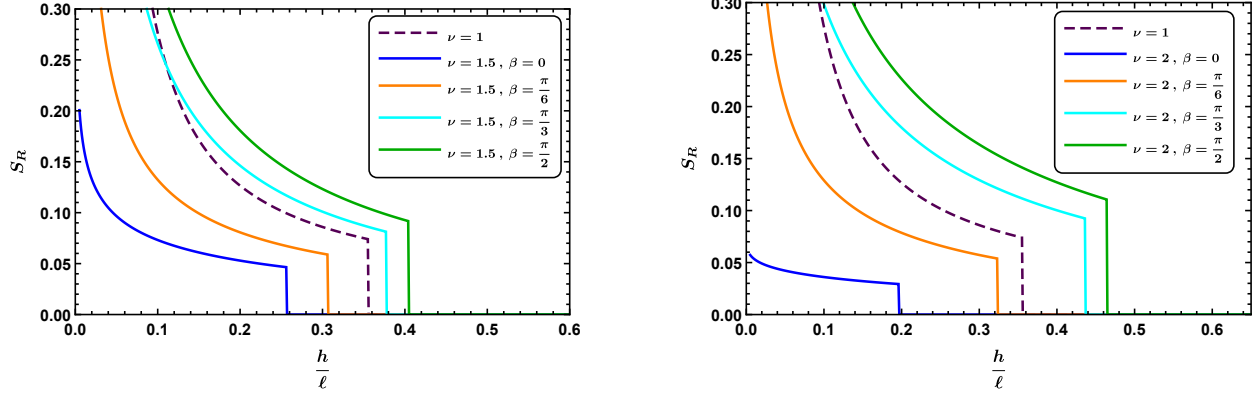 0.30
0.25
0.20
0.15
0.10
0.05
0.00
S_R
0.0 0.1 0.2 0.3 0.4 0.5 0.6
h
ℓ
ν = 1
ν = 1.5 , β = 0
ν = 1.5 , β = π/6
ν = 1.5 , β = π/3
ν = 1.5 , β = π/2
0.30
0.25
0.20
0.15
0.10
0.05
0.00
S_R
0.0 0.1 0.2 0.3 0.4 0.5 0.6
h
ℓ
ν = 1
ν = 2 , β = 0
ν = 2 , β = π/6
ν = 2 , β = π/3
ν = 2 , β = π/2